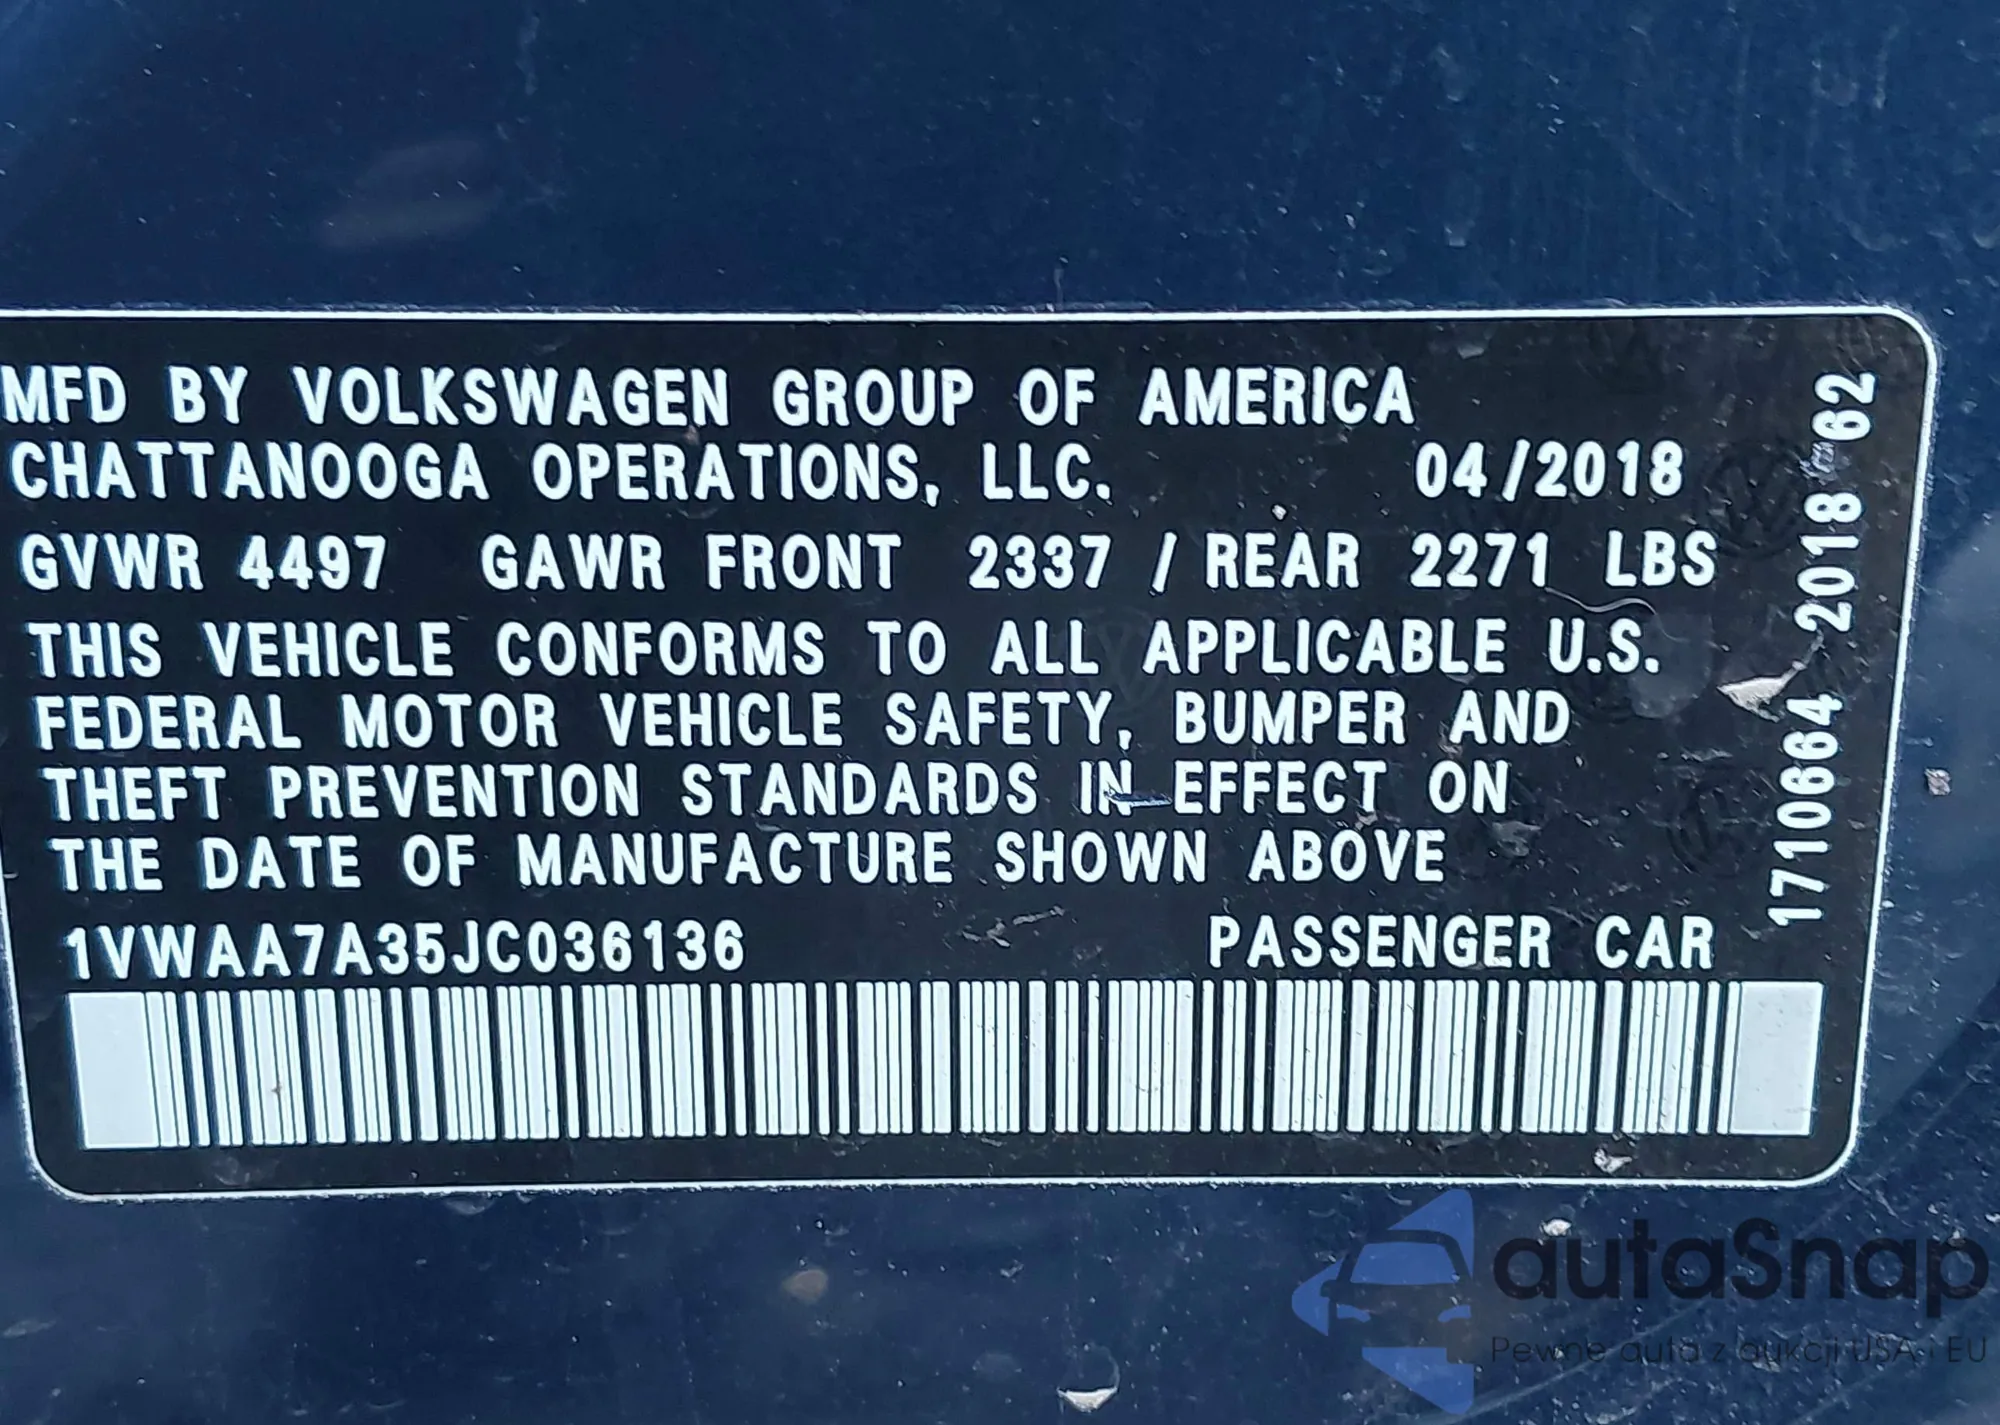 MFD BY VOLKSWAGEN GROUP OF AMERICA
CHATTANOOGA OPERATIONS, LLC. 04/2018
GVWR 4497 GAWR FRONT 2337 / REAR 2271 LBS
THIS VEHICLE CONFORMS TO ALL APPLICABLE U.S.
FEDERAL MOTOR VEHICLE SAFETY, BUMPER AND
THEFT PREVENTION STANDARDS IN EFFECT ON
THE DATE OF MANUFACTURE SHOWN ABOVE
1VWAA7A35JC036136 PASSENGER CAR
1710664 2018 62
autaSnap
Pewne auta z aukcji USA i EU